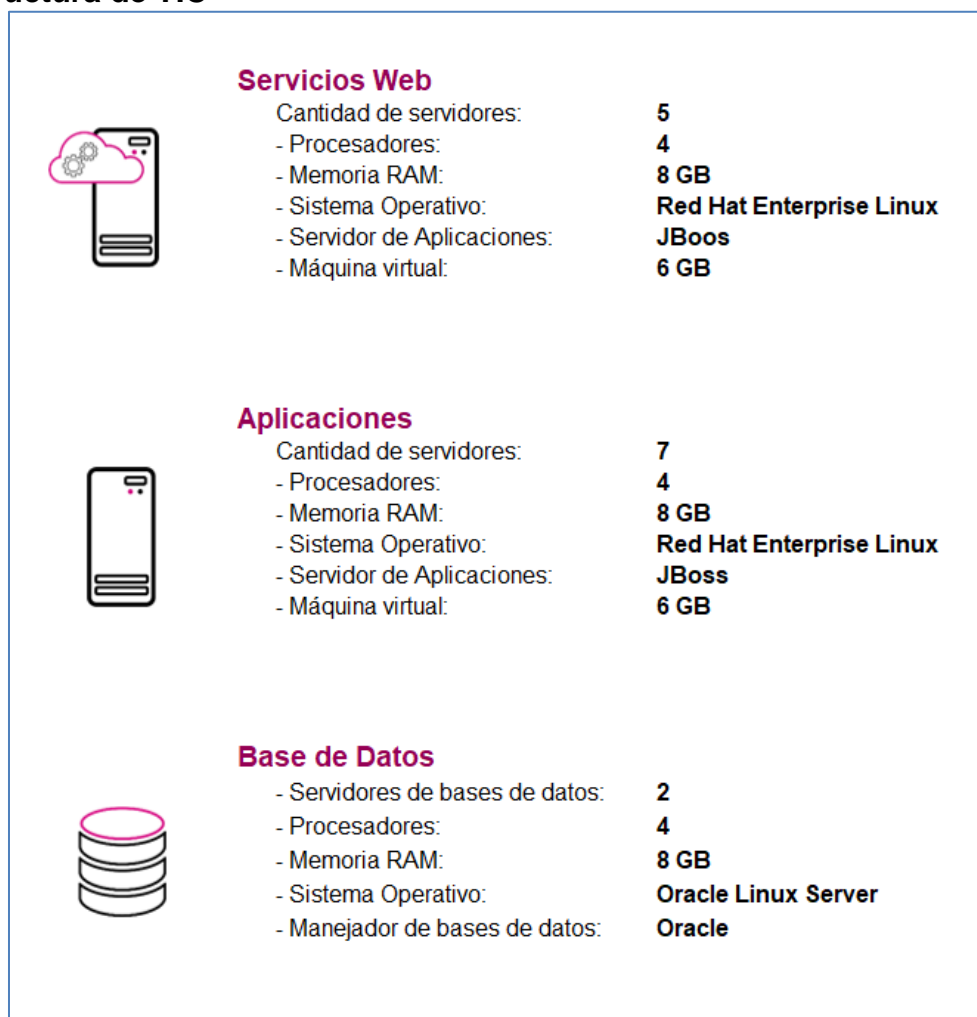 Servicios Web
Cantidad de servidores: 5
- Procesadores: 4
- Memoria RAM: 8 GB
- Sistema Operativo: Red Hat Enterprise Linux
- Servidor de Aplicaciones: JBoos
- Máquina virtual: 6 GB
Aplicaciones
Cantidad de servidores: 7
- Procesadores: 4
- Memoria RAM: 8 GB
- Sistema Operativo: Red Hat Enterprise Linux
- Servidor de Aplicaciones: JBoss
- Máquina virtual: 6 GB
Base de Datos
- Servidores de bases de datos: 2
- Procesadores: 4
- Memoria RAM: 8 GB
- Sistema Operativo: Oracle Linux Server
- Manejador de bases de datos: Oracle